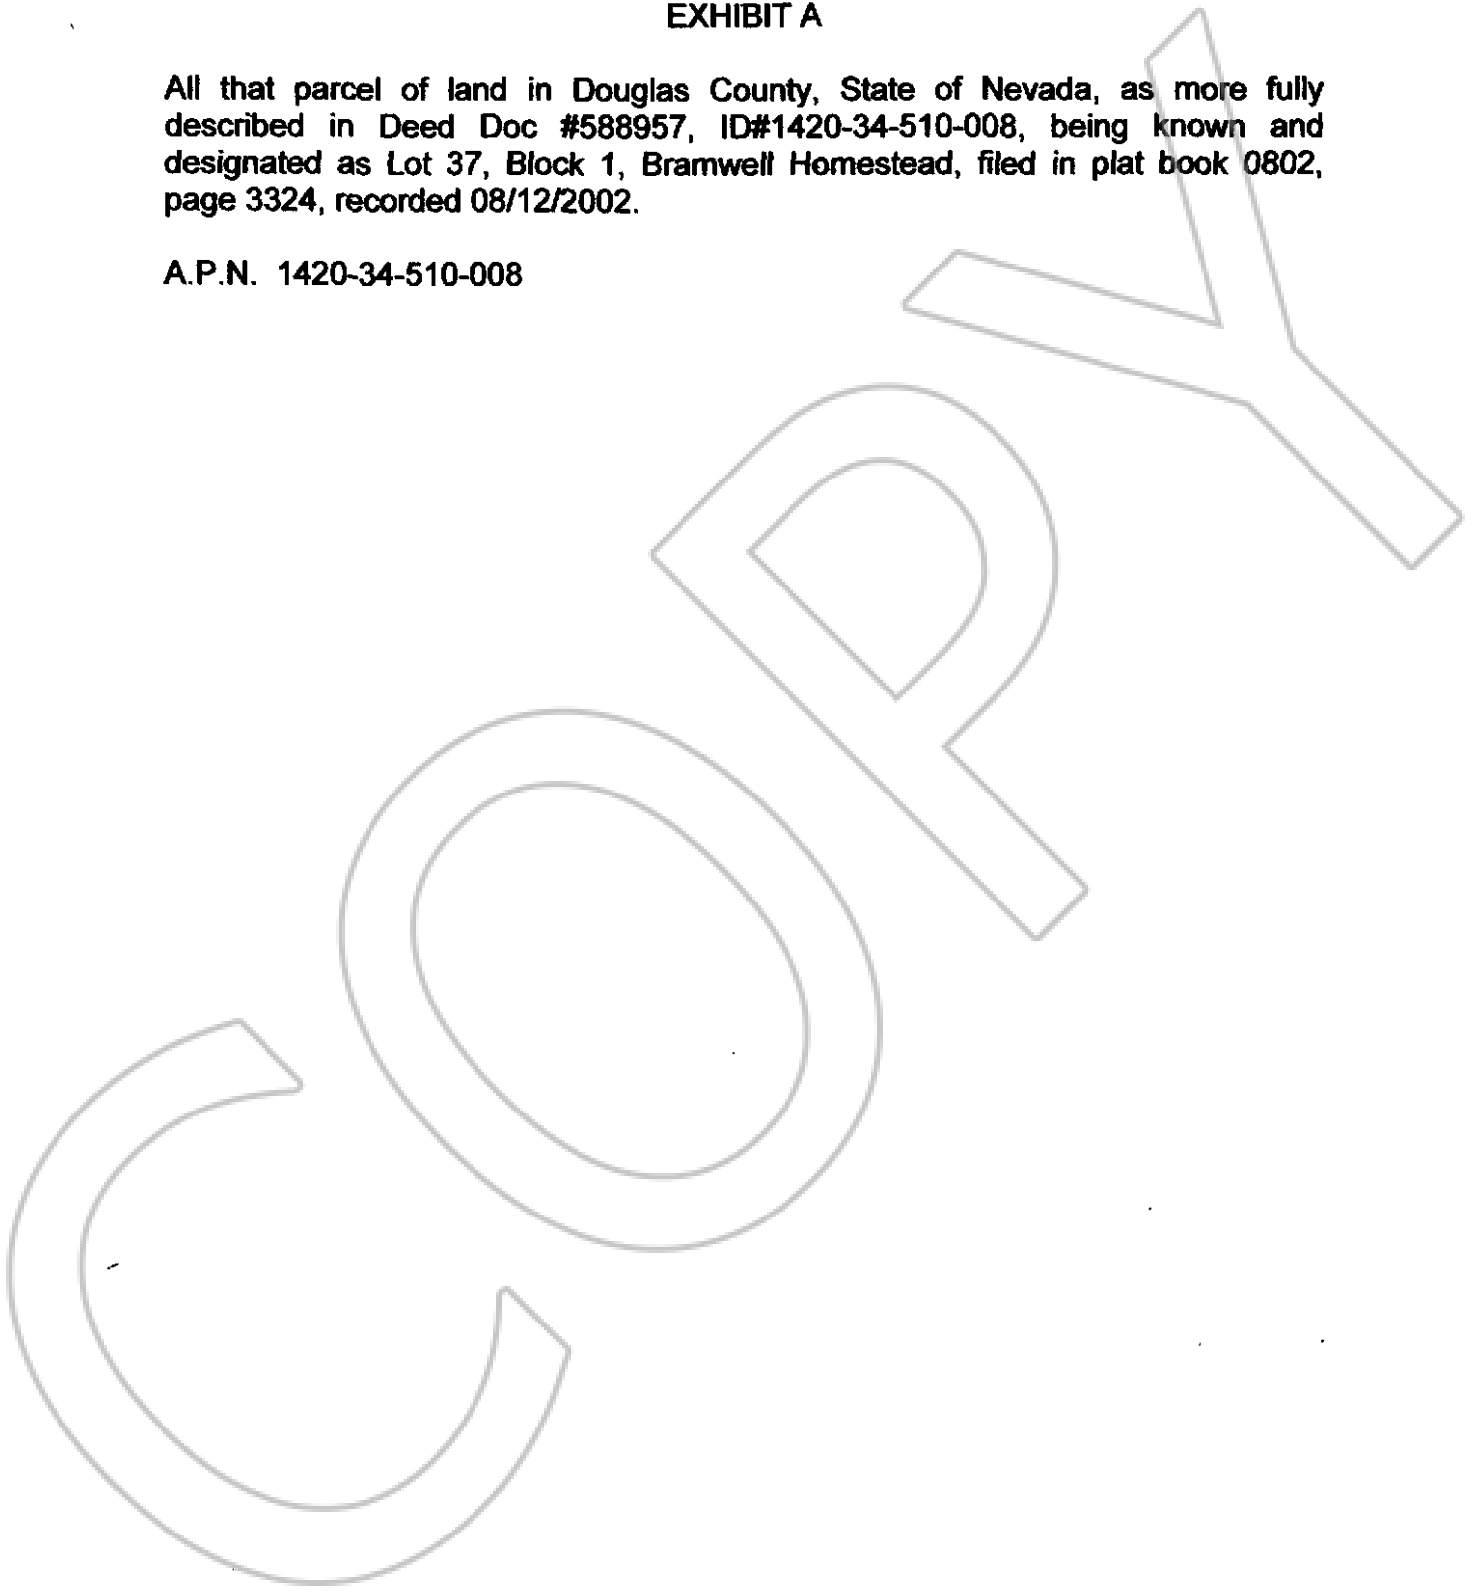 EXHIBIT A
All that parcel of land in Douglas County, State of Nevada, as more fully
described in Deed Doc #588957, ID#1420-34-510-008, being known and
designated as Lot 37, Block 1, Bramwell Homestead, filed in plat book 0802,
page 3324, recorded 08/12/2002.
A.P.N. 1420-34-510-008
COPY